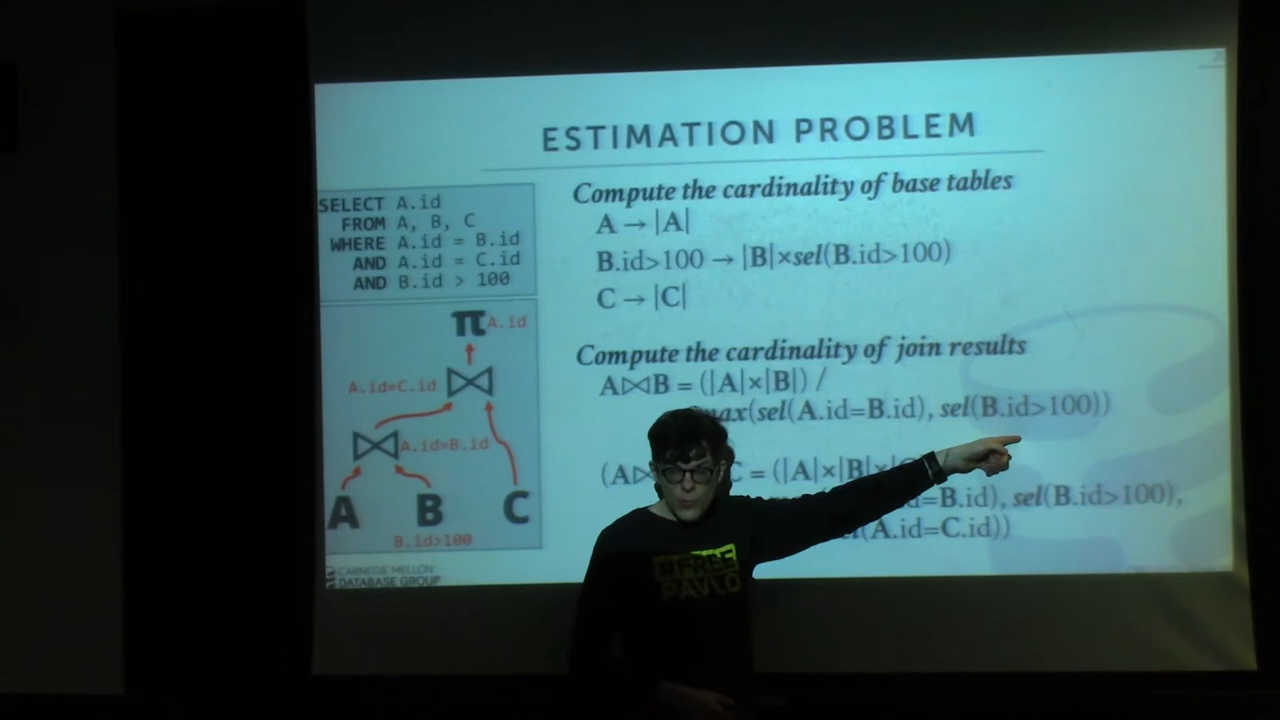 ESTIMATION PROBLEM
SELECT A.id
FROM A, B, C
WHERE A.id = B.id
AND A.id = C.id
AND B.id > 100
π A.id
A.id=C.id
⋈
⋈ A.id=B.id
A B C
B.id>100
CARNEGIE MELLON
DATABASE GROUP
Compute the cardinality of base tables
A → |A|
B.id>100 → |B|×sel(B.id>100)
C → |C|
Compute the cardinality of join results
A⋈B = (|A|×|B|) /
max(sel(A.id=B.id), sel(B.id>100))
(A⋈ C = (|A|×|B|×
=B.id), sel(B.id>100),
(A.id=C.id))
#FREE
PAVLO